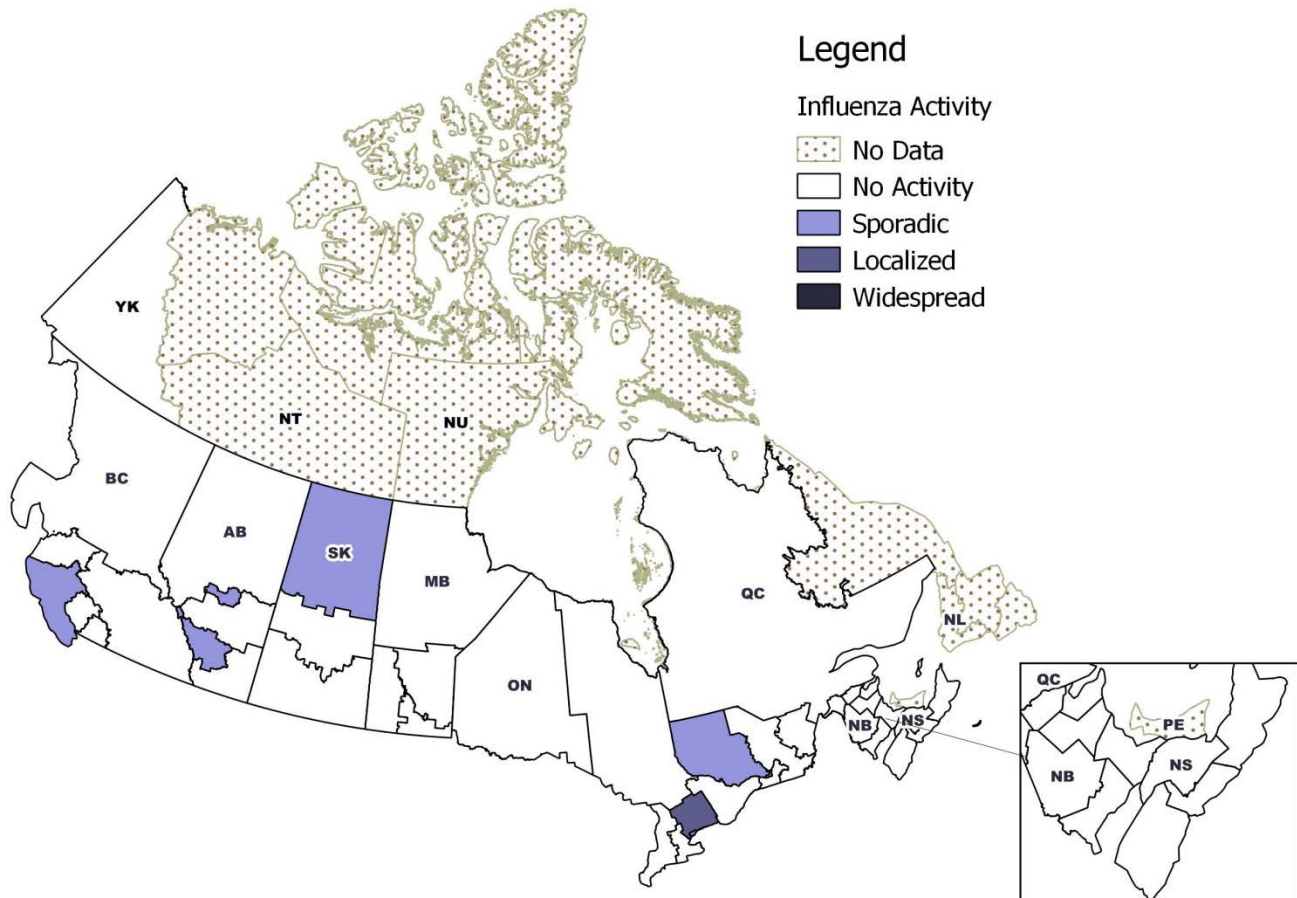 Legend
Influenza Activity
No Data
No Activity
Sporadic
Localized
Widespread
YK
NT
NU
BC
AB
SK
MB
QC
NL
ON
NB
NS
QC
PE
NB
NS